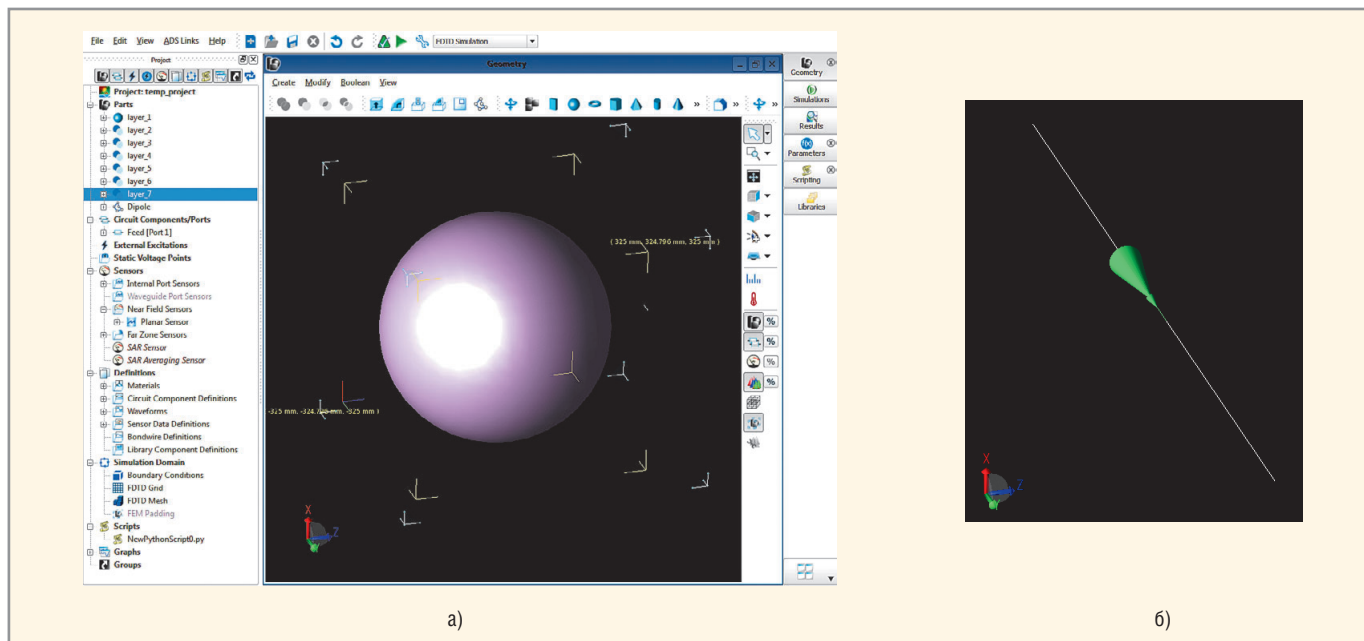 File Edit View ADS Links Help FDTD Simulation
Project
Project: temp_project
Parts
layer_1
layer_2
layer_3
layer_4
layer_5
layer_6
layer_7
Dipole
Circuit Components/Ports
Feed [Port1]
External Excitations
Static Voltage Points
Sensors
Internal Port Sensors
Waveguide Port Sensors
Near Field Sensors
Planar Sensor
Far Zone Sensors
SAR Sensor
SAR Averaging Sensor
Definitions
Materials
Circuit Component Definitions
Waveforms
Sensor Data Definitions
Bondwire Definitions
Library Component Definitions
Simulation Domain
Boundary Conditions
FDTD Grid
FDTD Mesh
FEM Padding
Scripts
NewPythonScript0.py
Graphs
Groups
Geometry
Create Modify Boolean View
( 325 mm, 324.796 mm, 325 mm )
-325 mm, -324.796 mm, -325 mm )
X
Z
Y
Geometry
Simulations
Results
f(x)
Parameters
Scripting
Libraries
%
%
%
%
X
Z
Y
а)
б)